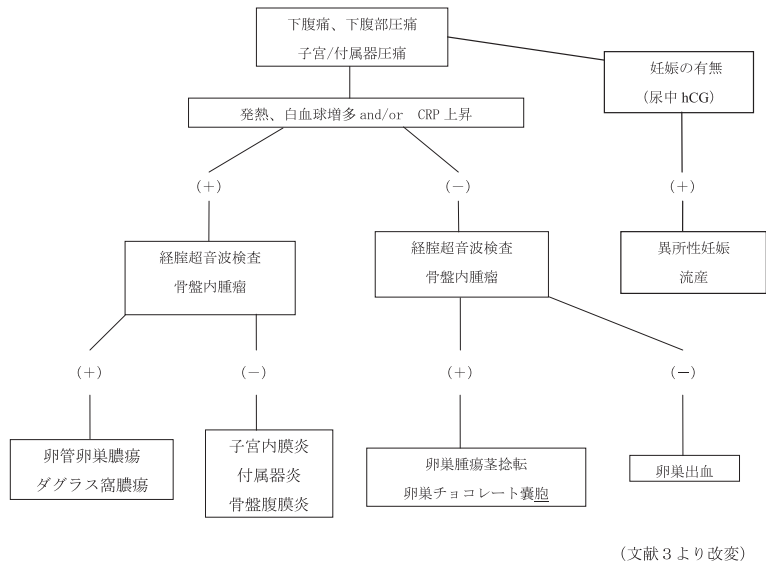 下腹痛、下腹部圧痛
子宮/付属器圧痛
妊娠の有無
(尿中 hCG)
発熱、白血球増多 and/or CRP 上昇
(+)
(−)
(+)
経腟超音波検査
骨盤内腫瘤
経腟超音波検査
骨盤内腫瘤
異所性妊娠
流産
(+)
(−)
(+)
(−)
卵管卵巣膿瘍
ダグラス窩膿瘍
子宮内膜炎
付属器炎
骨盤腹膜炎
卵巣腫瘍茎捻転
卵巣チョコレート嚢胞
卵巣出血
(文献3より改変)